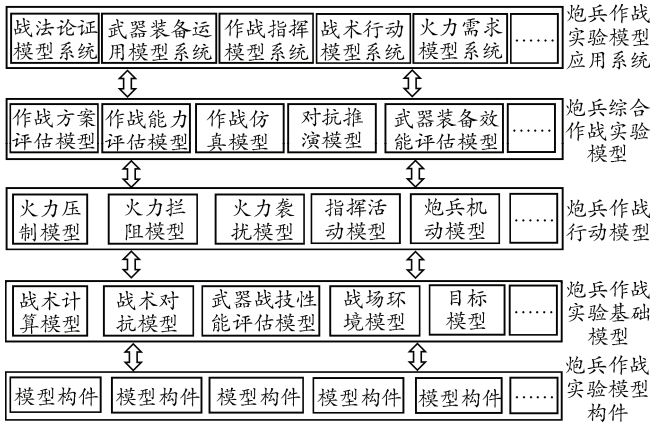 战法论证
模型系统
武器装备运
用模型系统
作战指挥
模型系统
战术行动
模型系统
火力需求
模型系统
……
炮兵作战
实验模型
应用系统
作战方案
评估模型
作战能力
评估模型
作战仿
真模型
对抗推
演模型
武器装备效
能评估模型
……
炮兵综合
作战实验
模型
火力压
制模型
火力拦
阻模型
火力袭
扰模型
指挥活
动模型
炮兵机
动模型
……
炮兵作战
行动模型
战术计
算模型
战术对
抗模型
武器战技性
能评估模型
战场环
境模型
目标
模型
……
炮兵作战
实验基础
模型
模型构件
模型构件
模型构件
模型构件
模型构件
……
炮兵作战
实验模型
构件